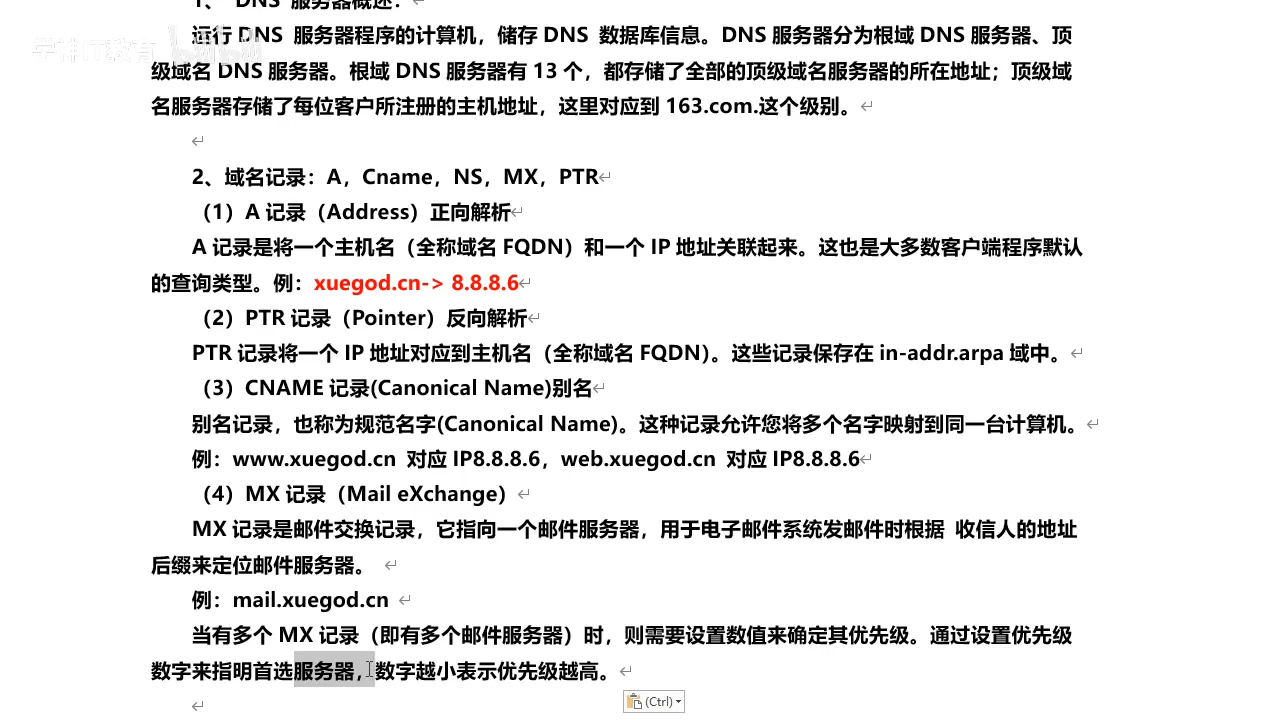 1、 DNS 服务器概述：
学神IT教育 bilibili
运行 DNS 服务器程序的计算机，储存 DNS 数据库信息。DNS 服务器分为根域 DNS 服务器、顶
级域名 DNS 服务器。根域 DNS 服务器有 13 个，都存储了全部的顶级域名服务器的所在地址；顶级域
名服务器存储了每位客户所注册的主机地址，这里对应到 163.com.这个级别。
2、域名记录：A，Cname，NS，MX，PTR
（1）A 记录（Address）正向解析
A 记录是将一个主机名（全称域名 FQDN）和一个 IP 地址关联起来。这也是大多数客户端程序默认
的查询类型。例：xuegod.cn-> 8.8.8.6
（2）PTR 记录（Pointer）反向解析
PTR 记录将一个 IP 地址对应到主机名（全称域名 FQDN）。这些记录保存在 in-addr.arpa 域中。
（3）CNAME 记录(Canonical Name)别名
别名记录，也称为规范名字(Canonical Name)。这种记录允许您将多个名字映射到同一台计算机。
例：www.xuegod.cn 对应 IP8.8.8.6，web.xuegod.cn 对应 IP8.8.8.6
（4）MX 记录（Mail eXchange）
MX 记录是邮件交换记录，它指向一个邮件服务器，用于电子邮件系统发邮件时根据 收信人的地址
后缀来定位邮件服务器。
例：mail.xuegod.cn
当有多个 MX 记录（即有多个邮件服务器）时，则需要设置数值来确定其优先级。通过设置优先级
数字来指明首选服务器，数字越小表示优先级越高。
(Ctrl)